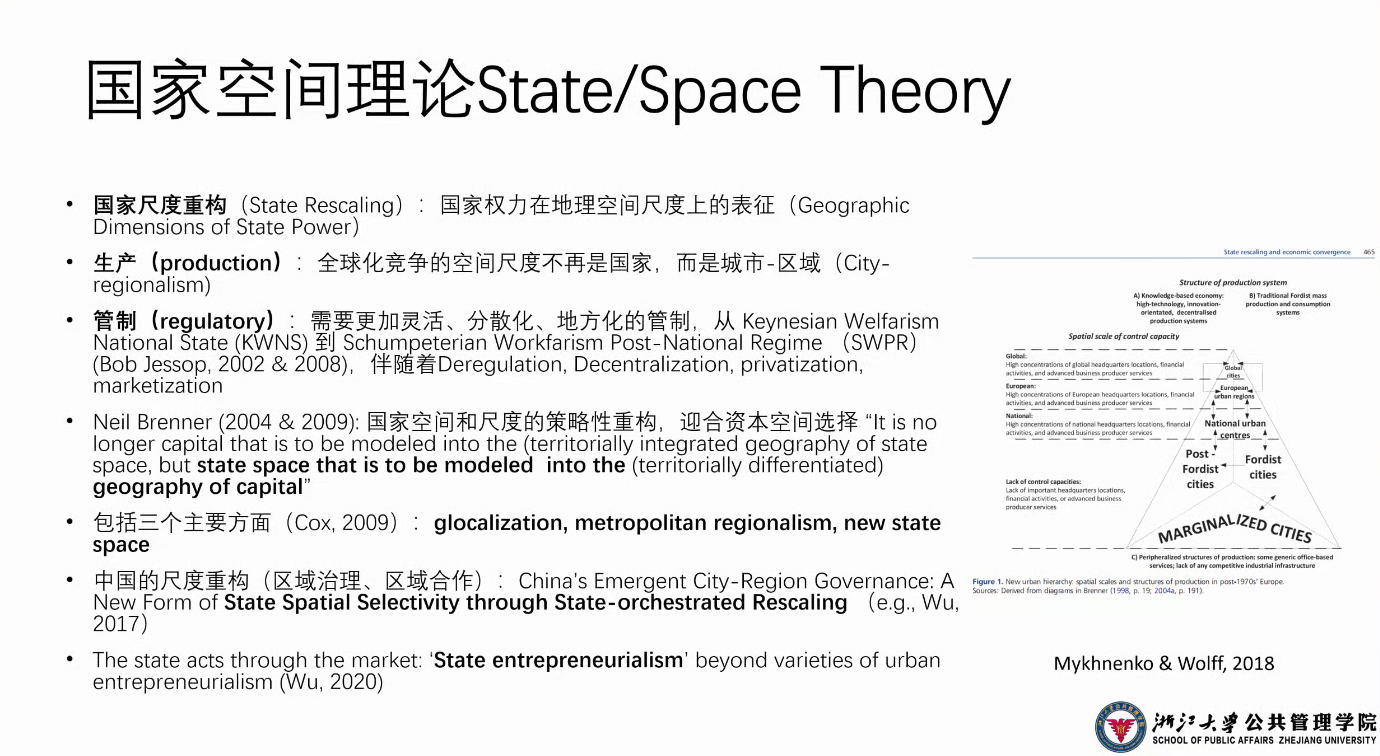 国家空间理论State/Space Theory
• 国家尺度重构（State Rescaling）：国家权力在地理空间尺度上的表征（Geographic
Dimensions of State Power）
• 生产（production）：全球化竞争的空间尺度不再是国家，而是城市-区域（City-
regionalism)
• 管制（regulatory）：需要更加灵活、分散化、地方化的管制，从 Keynesian Welfarism
National State (KWNS) 到 Schumpeterian Workfarism Post-National Regime （SWPR）
(Bob Jessop, 2002 & 2008)，伴随着Deregulation, Decentralization, privatization,
marketization
• Neil Brenner (2004 & 2009): 国家空间和尺度的策略性重构，迎合资本空间选择 “It is no
longer capital that is to be modeled into the (territorially integrated geography of state
space, but state space that is to be modeled into the (territorially differentiated)
geography of capital”
• 包括三个主要方面（Cox, 2009）：glocalization, metropolitan regionalism, new state
space
• 中国的尺度重构（区域治理、区域合作）：China's Emergent City-Region Governance: A
New Form of State Spatial Selectivity through State-orchestrated Rescaling （e.g., Wu,
2017）
• The state acts through the market: ‘State entrepreneurialism’ beyond varieties of urban
entrepreneurialism (Wu, 2020)
State rescaling and economic convergence 465
Structure of production system
A) Knowledge-based economy:
high-technology, innovation-
orientated, decentralised
production systems
B) Traditional Fordist mass
production and consumption
systems
Spatial scale of control capacity
Global:
High concentrations of global headquarters locations, financial
activities, and advanced business producer services
Global
cities
European:
High concentrations of European headquarters locations, financial
activities, and advanced business producer services
European
urban regions
National:
High concentrations of national headquarters locations, financial
activities, and advanced business producer services
National urban
centres
Post -
Fordist
cities
Fordist
cities
Lack of control capacities:
Lack of important headquarters locations,
financial activities, or advanced business
producer services
MARGINALIZED CITIES
C) Peripheralized structures of production: some generic office-based
services; lack of any competitive industrial infrastructure
Figure 1. New urban hierarchy: spatial scales and structures of production in post-1970s' Europe.
Sources: Derived from diagrams in Brenner (1998, p. 19; 2004a, p. 191).
Mykhnenko & Wolff, 2018
浙江大学公共管理学院
SCHOOL OF PUBLIC AFFAIRS ZHEJIANG UNIVERSITY